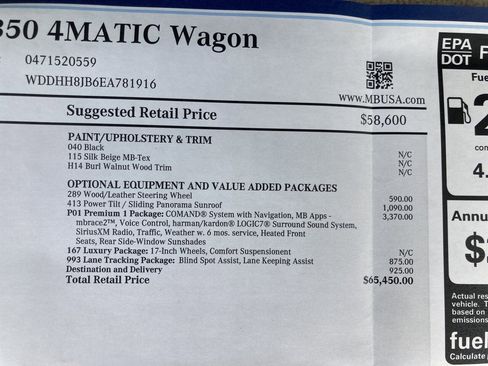 350 4MATIC Wagon
0471520559
WDDHH8JB6EA781916
www.MBUSA.com
Suggested Retail Price $58,600
PAINT/UPHOLSTERY & TRIM
040 Black N/C
115 Silk Beige MB-Tex N/C
H14 Burl Walnut Wood Trim N/C
OPTIONAL EQUIPMENT AND VALUE ADDED PACKAGES
289 Wood/Leather Steering Wheel 590.00
413 Power Tilt / Sliding Panorama Sunroof 1,090.00
P01 Premium 1 Package: COMAND® System with Navigation, MB Apps - 3,370.00
mbrace2™, Voice Control, harman/kardon® LOGIC7® Surround Sound System,
SiriusXM Radio, Traffic, Weather w. 6 mos. service, Heated Front
Seats, Rear Side-Window Sunshades
167 Luxury Package: 17-Inch Wheels, Comfort Suspensionent N/C
993 Lane Tracking Package: Blind Spot Assist, Lane Keeping Assist 875.00
Destination and Delivery 925.00
Total Retail Price $65,450.00
EPA
DOT
F
Fue
2
com
4.
Annu
$
Actual res
vehicle. T
based on
emissions
fuel
Calculate